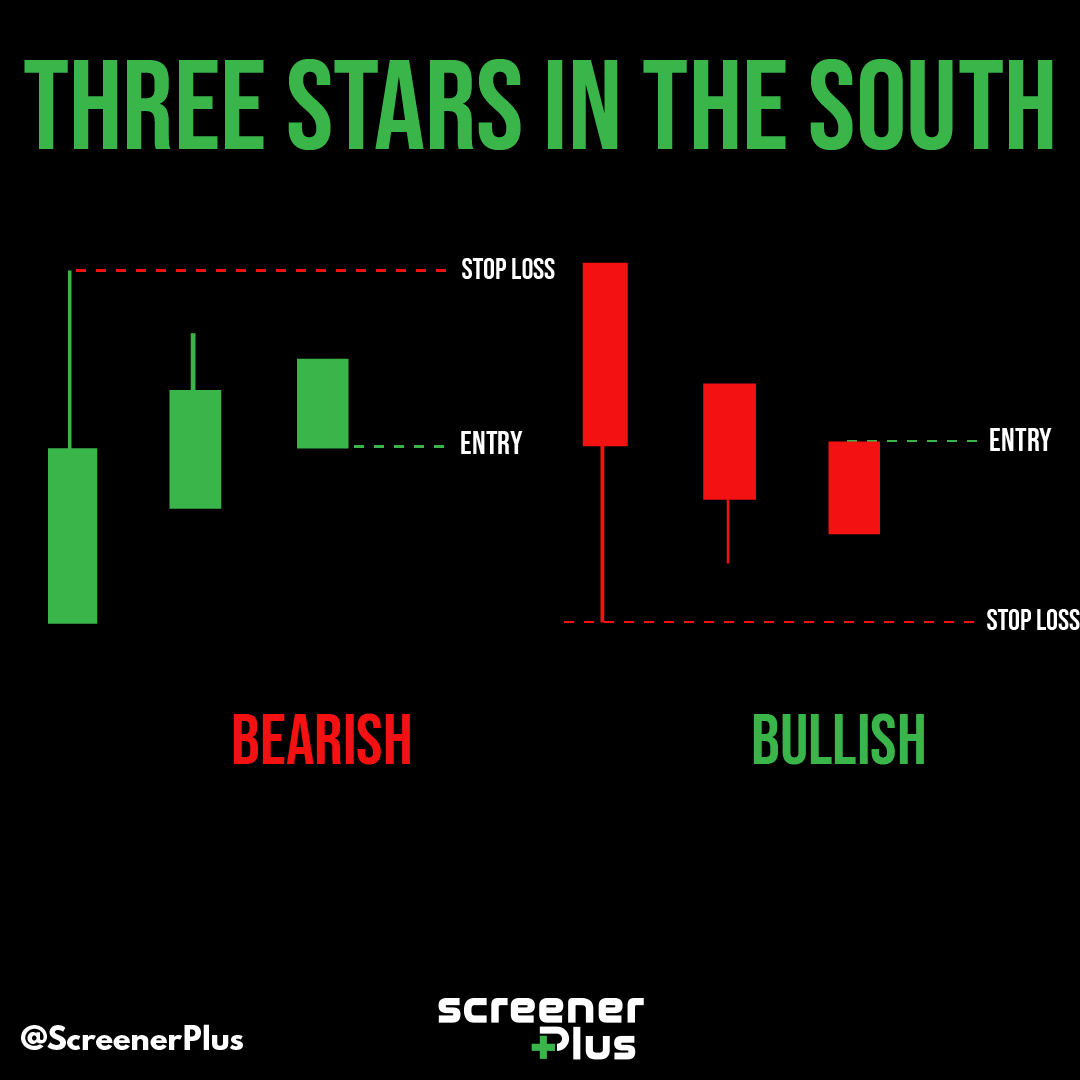 THREE STARS IN THE SOUTH
STOP LOSS
ENTRY
ENTRY
STOP LOSS
BEARISH
BULLISH
@ScreenerPlus
screener
Plus